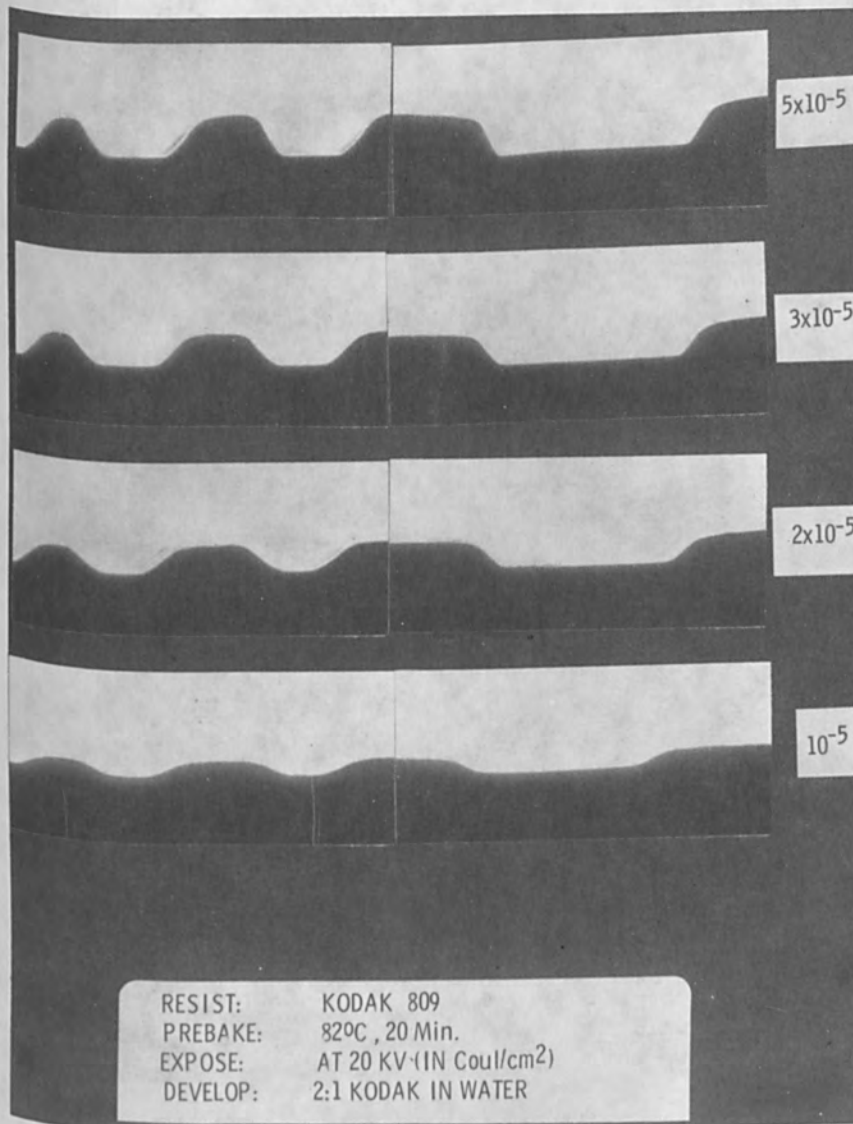 5x10-5
3x10-5
2x10-5
10-5
RESIST: KODAK 809
PREBAKE: 82ºC, 20 Min.
EXPOSE: AT 20 KV (IN Coul/cm2)
DEVELOP: 2:1 KODAK IN WATER